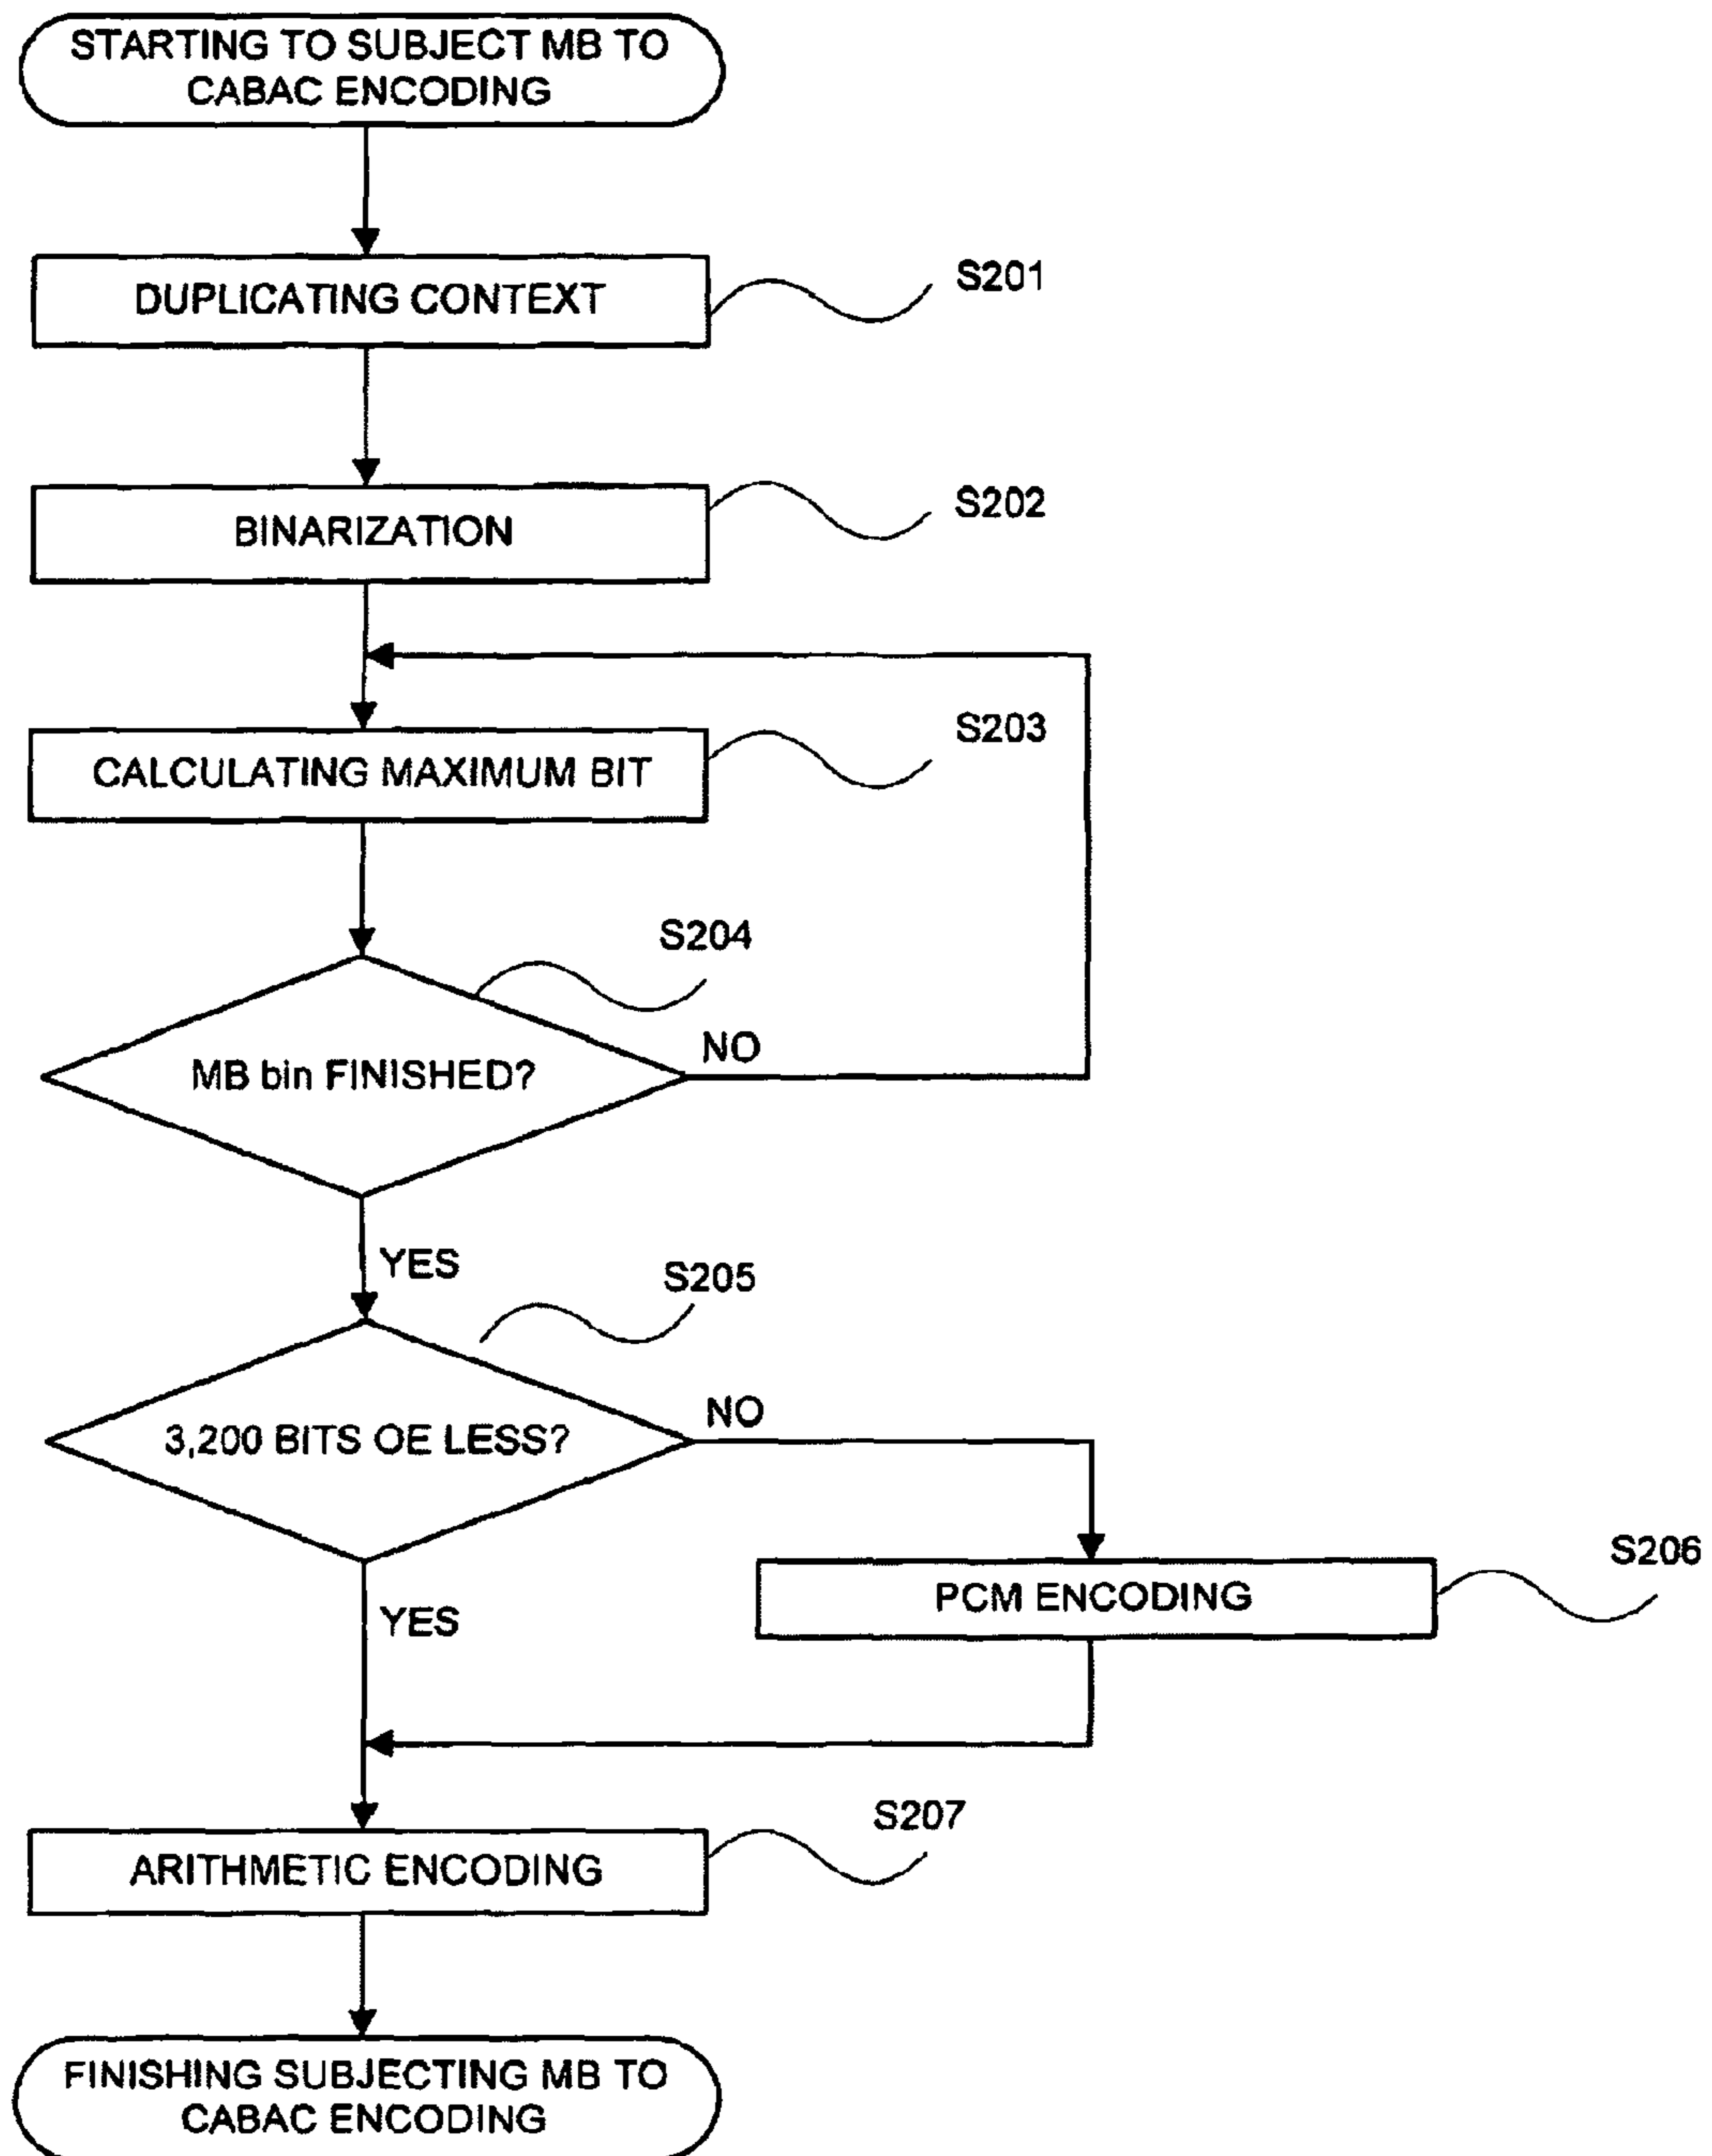 STARTING TO SUBJECT MB TO
CABAC ENCODING
DUPLICATING CONTEXT
S201
BINARIZATION
S202
CALCULATING MAXIMUM BIT
S203
S204
MB bin FINISHED?
NO
YES
S205
3,200 BITS OE LESS?
NO
YES
PCM ENCODING
S206
ARITHMETIC ENCODING
S207
FINISHING SUBJECTING MB TO
CABAC ENCODING